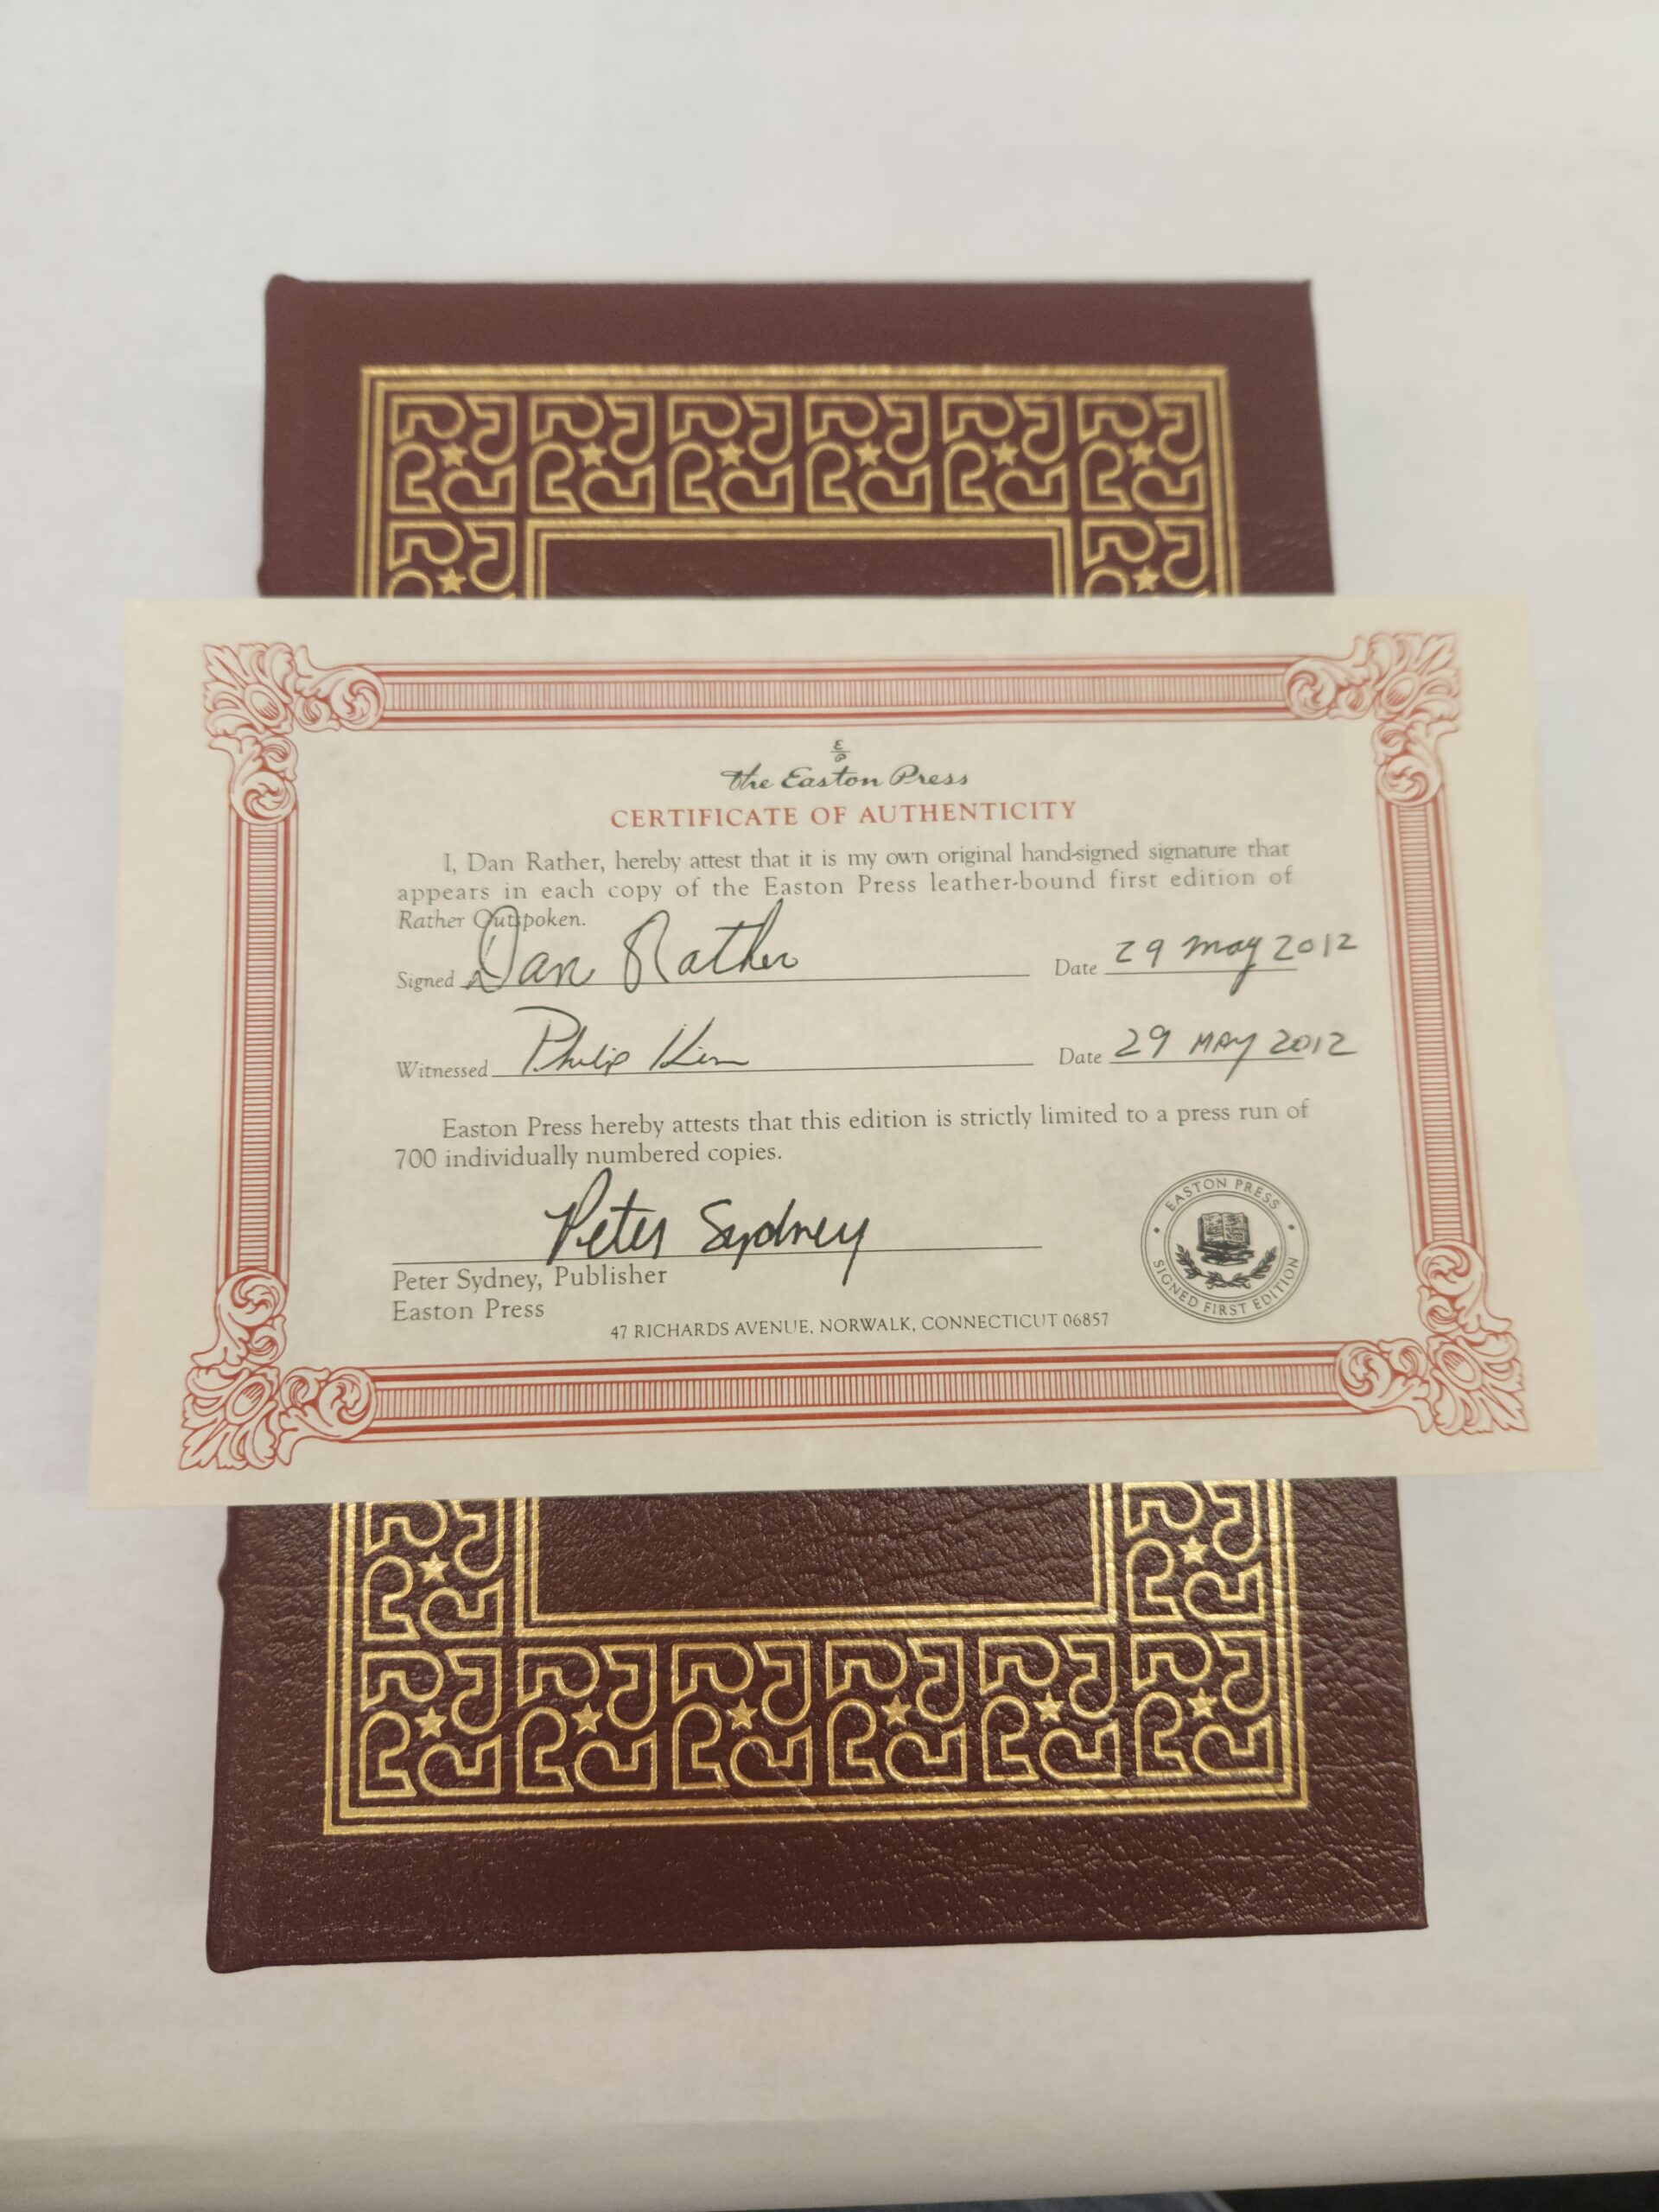 E
P
the Easton Press
CERTIFICATE OF AUTHENTICITY
I, Dan Rather, hereby attest that it is my own original hand-signed signature that
appears in each copy of the Easton Press leather-bound first edition of
Rather Outspoken.
Signed Dan Rather Date 29 May 2012
Witnessed Philip Kim Date 29 MAY 2012
Easton Press hereby attests that this edition is strictly limited to a press run of
700 individually numbered copies.
Peter Sydney
Peter Sydney, Publisher
Easton Press
47 RICHARDS AVENUE, NORWALK, CONNECTICUT 06857
EASTON PRESS
SIGNED FIRST EDITION